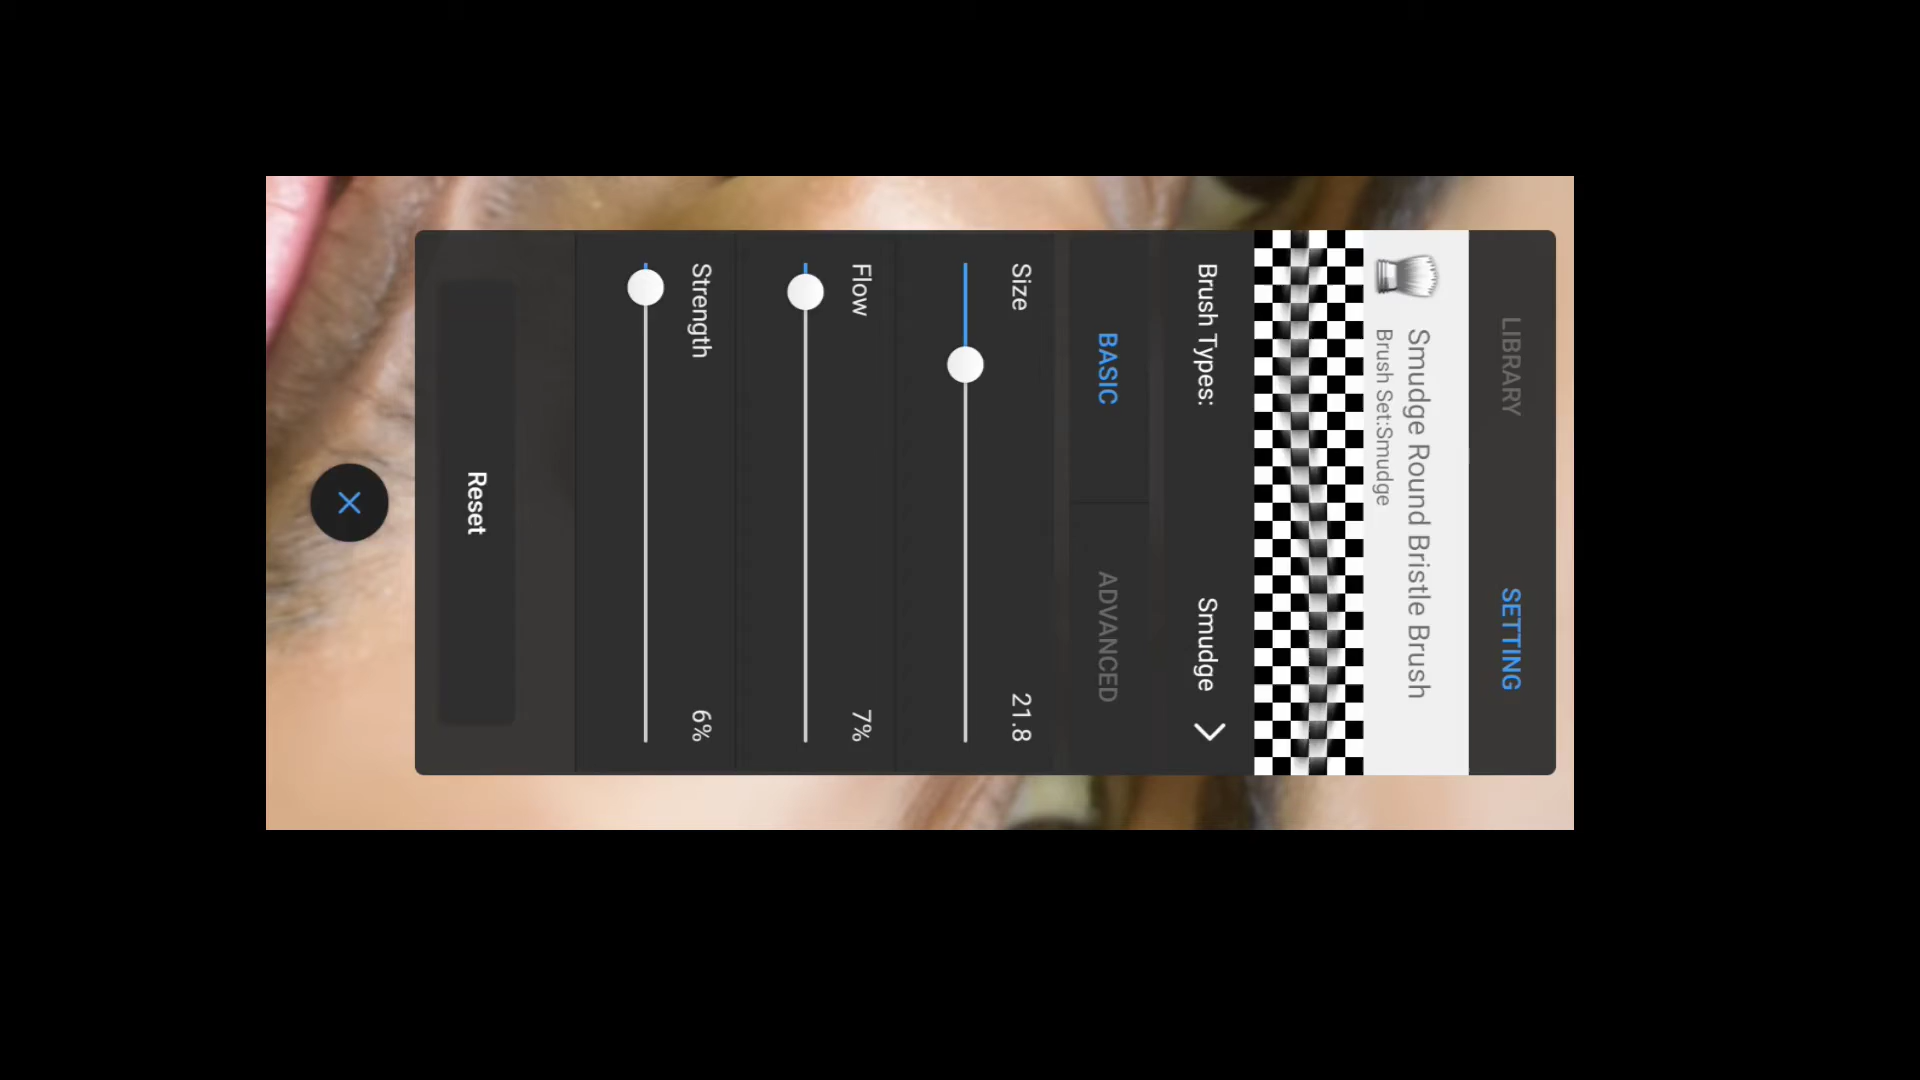 LIBRARY SETTING
Smudge Round Bristle Brush
Brush Set:Smudge
Brush Types: Smudge
BASIC ADVANCED
Size 21.8
Flow 7%
Strength 6%
Reset